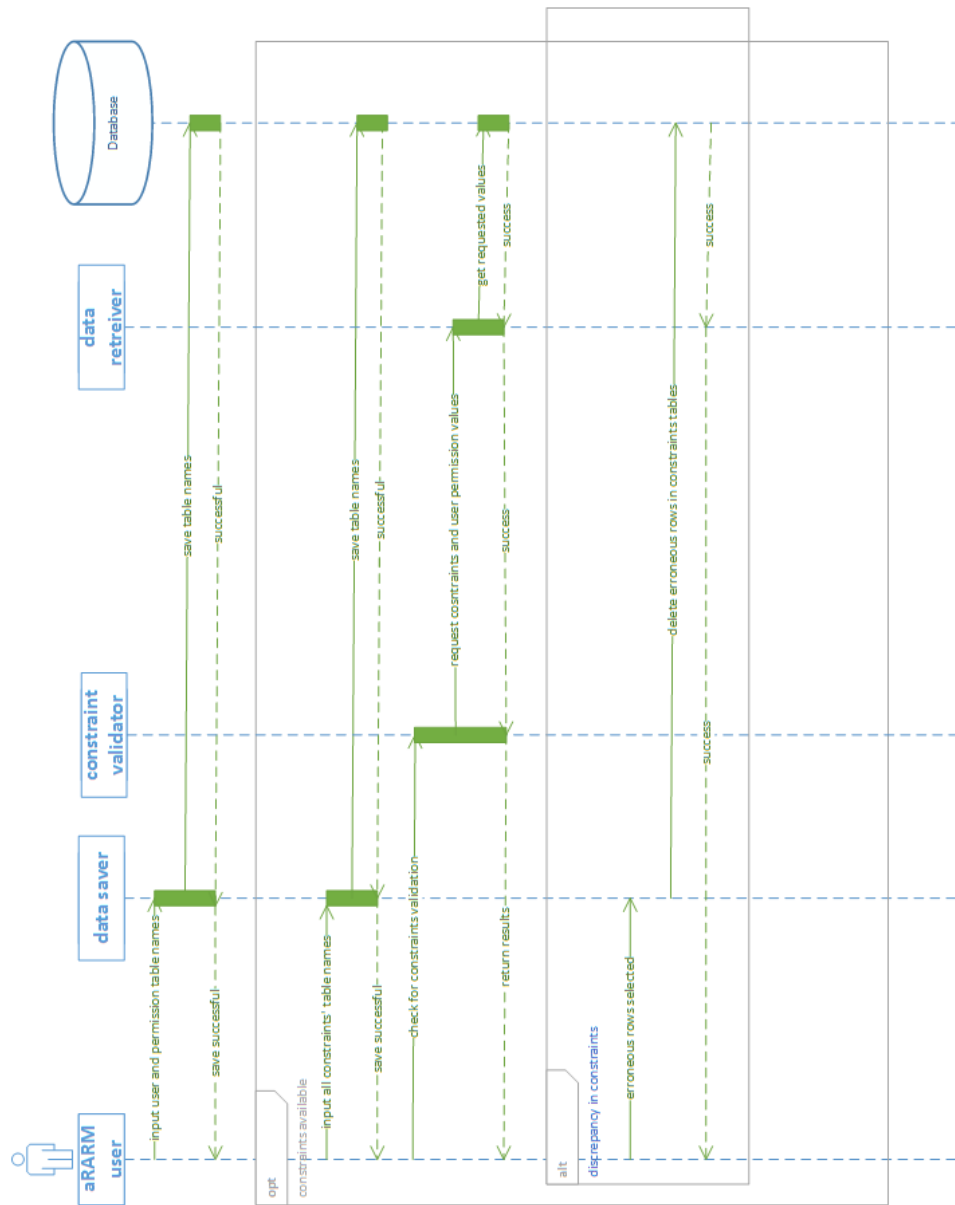 aRARM
user
data saver
constraint
validator
data
retreiver
Database
input user and permission table names
save table names
successful
save successful
opt
constraints available
input all constraints' table names
save table names
successful
save successful
check for constraints validation
request cosntraints and user permission values
get requested values
success
success
return results
alt
discrepancy in constraints
erroneous rows selected
delete erroneous rows in constraints tables
success
success